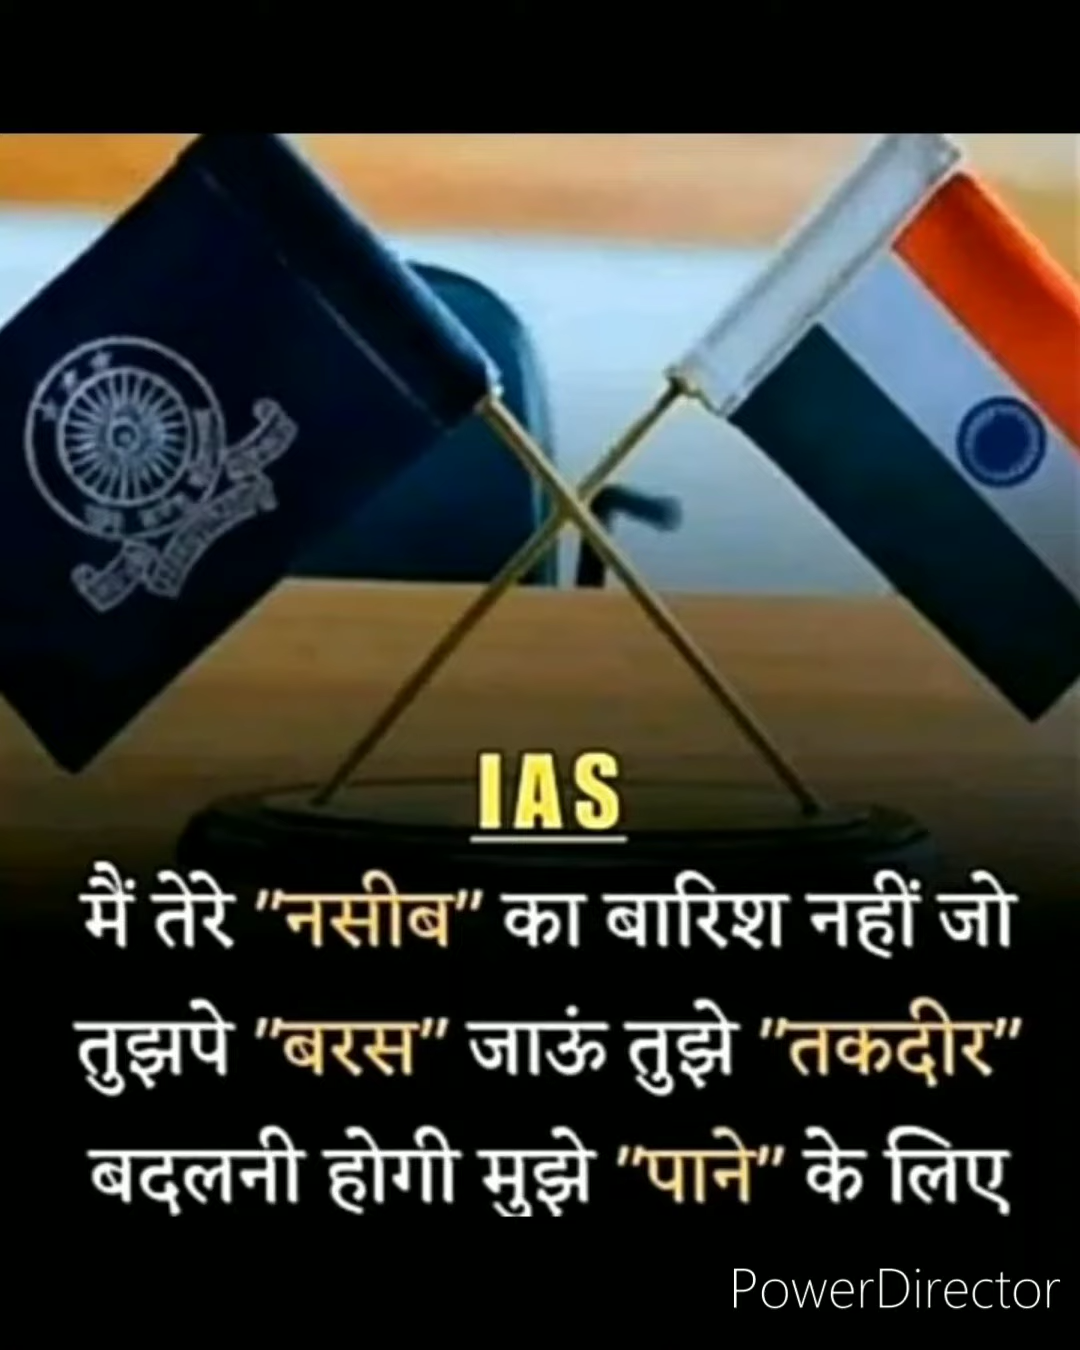 IAS
मैं तेरे "नसीब" का बारिश नहीं जो
तुझपे "बरस" जाऊं तुझे "तकदीर"
बदलनी होगी मुझे "पाने" के लिए
PowerDirector